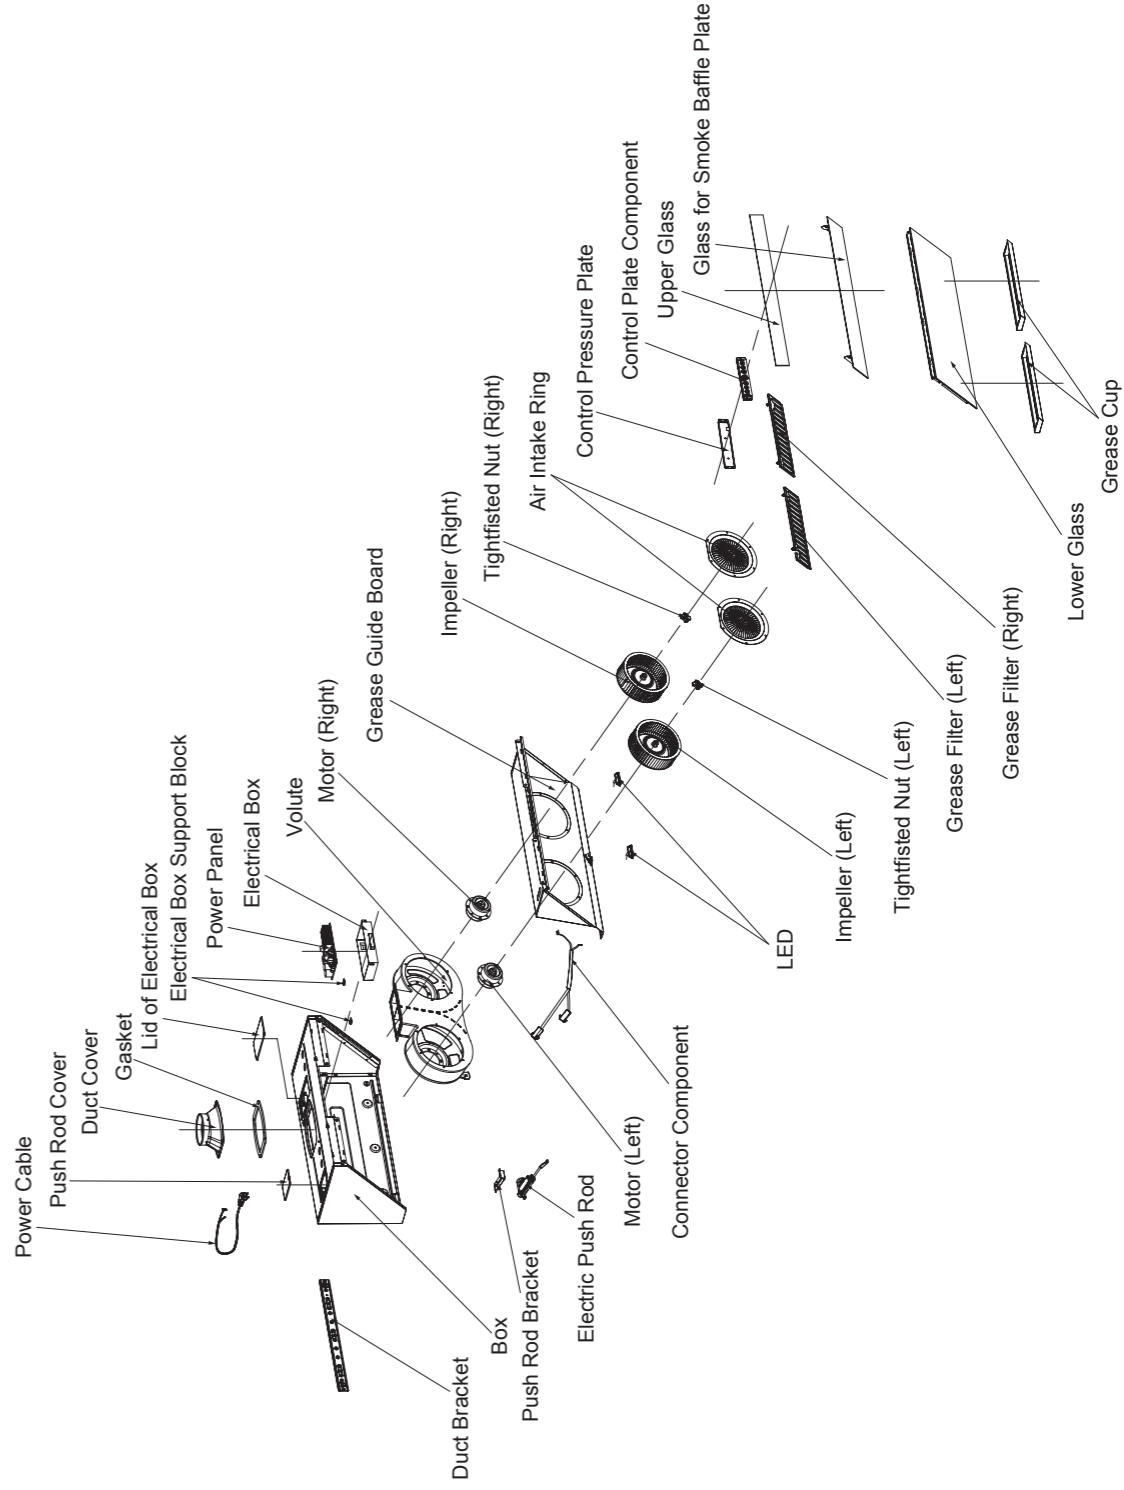 Power Cable
Push Rod Cover
Duct Cover
Gasket
Lid of Electrical Box
Electrical Box Support Block
Power Panel
Electrical Box
Volute
Motor (Right)
Grease Guide Board
Impeller (Right)
Tightfisted Nut (Right)
Air Intake Ring
Control Pressure Plate
Control Plate Component
Upper Glass
Glass for Smoke Baffle Plate
Duct Bracket
Box
Push Rod Bracket
Electric Push Rod
Motor (Left)
Connector Component
LED
Impeller (Left)
Tightfisted Nut (Left)
Grease Filter (Left)
Grease Filter (Right)
Lower Glass
Grease Cup